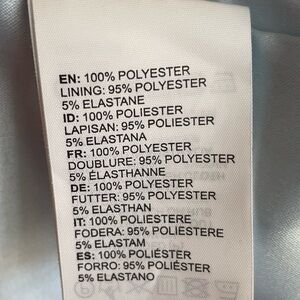 EN: 100% POLYESTER
LINING: 95% POLYESTER
5% ELASTANE
ID: 100% POLIESTER
LAPISAN: 95% POLIESTER
5% ELASTANA
FR: 100% POLYESTER
DOUBLURE: 95% POLYESTER
5% ÉLASTHANNE
DE: 100% POLYESTER
FUTTER: 95% POLYESTER
5% ELASTHAN
IT: 100% POLIESTERE
FODERA: 95% POLIESTERE
5% ELASTAM
ES: 100% POLIÉSTER
FORRO: 95% POLIÉSTER
5% ELASTANO